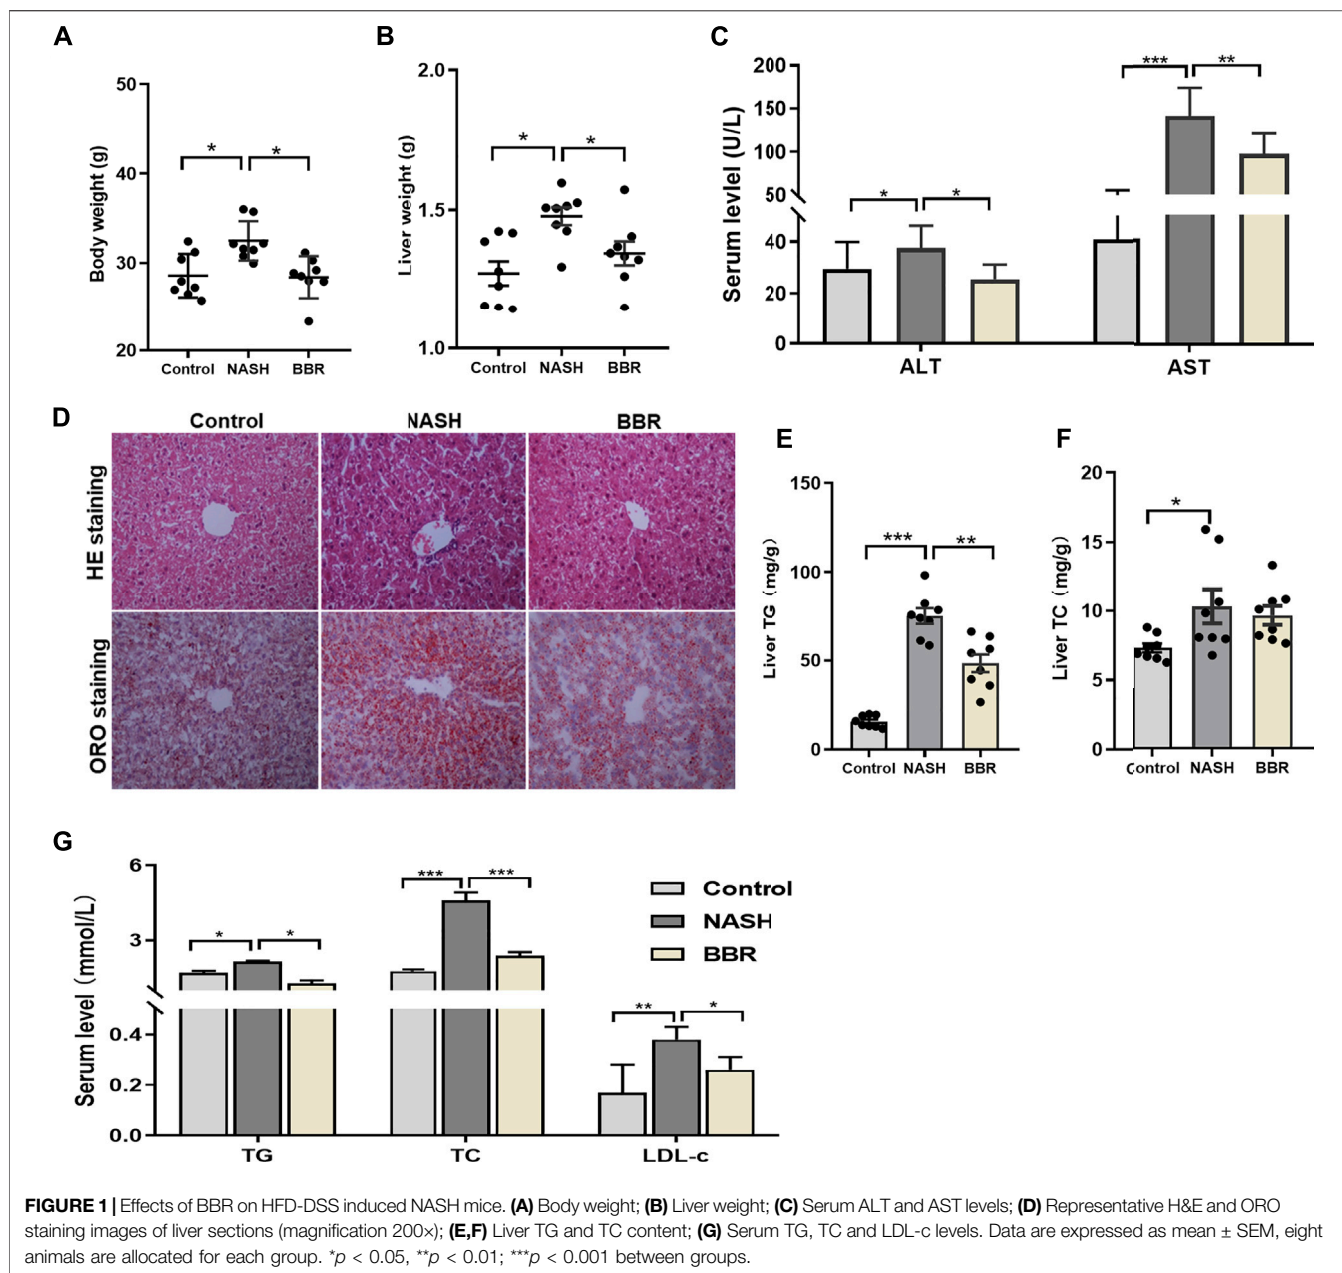 A
B
C
50
40
30
20
Body weight (g)
*
*
Control NASH BBR
2.0
1.5
1.0
Liver weight (g)
*
*
Control NASH BBR
200
150
100
50
40
20
0
Serum levlel (U/L)
*
*
***
**
ALT
AST
D
Control
NASH
BBR
HE staining
ORO staining
E
150
100
50
0
Liver TG (mg/g)
***
**
Control NASH BBR
F
20
15
10
5
0
Liver TC (mg/g)
*
Control NASH BBR
G
6
3
0.4
0.2
0.0
Serum level (mmol/L)
*
*
***
***
**
*
TG
TC
LDL-c
Control
NASH
BBR
FIGURE 1 | Effects of BBR on HFD-DSS induced NASH mice. (A) Body weight; (B) Liver weight; (C) Serum ALT and AST levels; (D) Representative H&E and ORO
staining images of liver sections (magnification 200×); (E,F) Liver TG and TC content; (G) Serum TG, TC and LDL-c levels. Data are expressed as mean ± SEM, eight
animals are allocated for each group. *p < 0.05, **p < 0.01; ***p < 0.001 between groups.